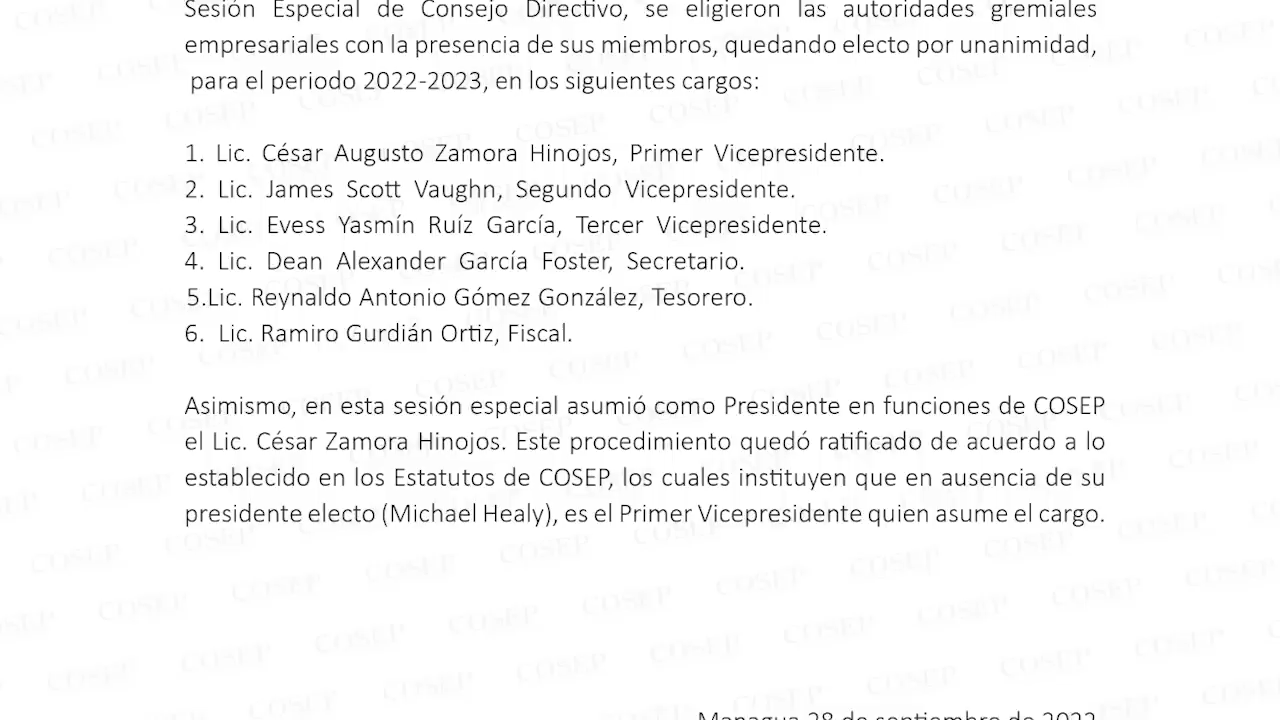 Sesión Especial de Consejo Directivo, se eligieron las autoridades gremiales
empresariales con la presencia de sus miembros, quedando electo por unanimidad,
para el periodo 2022-2023, en los siguientes cargos:
1. Lic. César Augusto Zamora Hinojos, Primer Vicepresidente.
2. Lic. James Scott Vaughn, Segundo Vicepresidente.
3. Lic. Evess Yasmín Ruíz García, Tercer Vicepresidente.
4. Lic. Dean Alexander García Foster, Secretario.
5.Lic. Reynaldo Antonio Gómez González, Tesorero.
6. Lic. Ramiro Gurdián Ortiz, Fiscal.
Asimismo, en esta sesión especial asumió como Presidente en funciones de COSEP
el Lic. César Zamora Hinojos. Este procedimiento quedó ratificado de acuerdo a lo
establecido en los Estatutos de COSEP, los cuales instituyen que en ausencia de su
presidente electo (Michael Healy), es el Primer Vicepresidente quien asume el cargo.
Managua 28 de septiembre de 2022